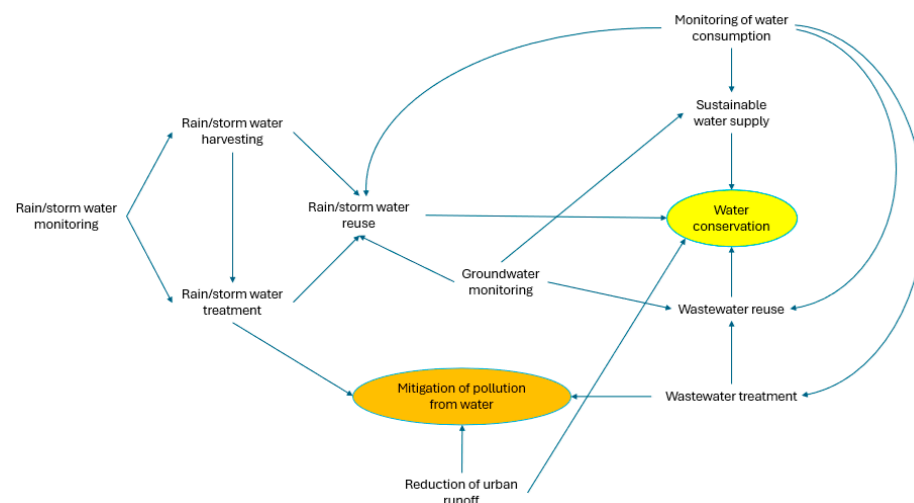 Monitoring of water
consumption
Rain/storm water
harvesting
Sustainable
water supply
Rain/storm water
monitoring
Rain/storm water
reuse
Water
conservation
Groundwater
monitoring
Rain/storm water
treatment
Wastewater reuse
Mitigation of pollution
from water
Wastewater treatment
Reduction of urban
runoff